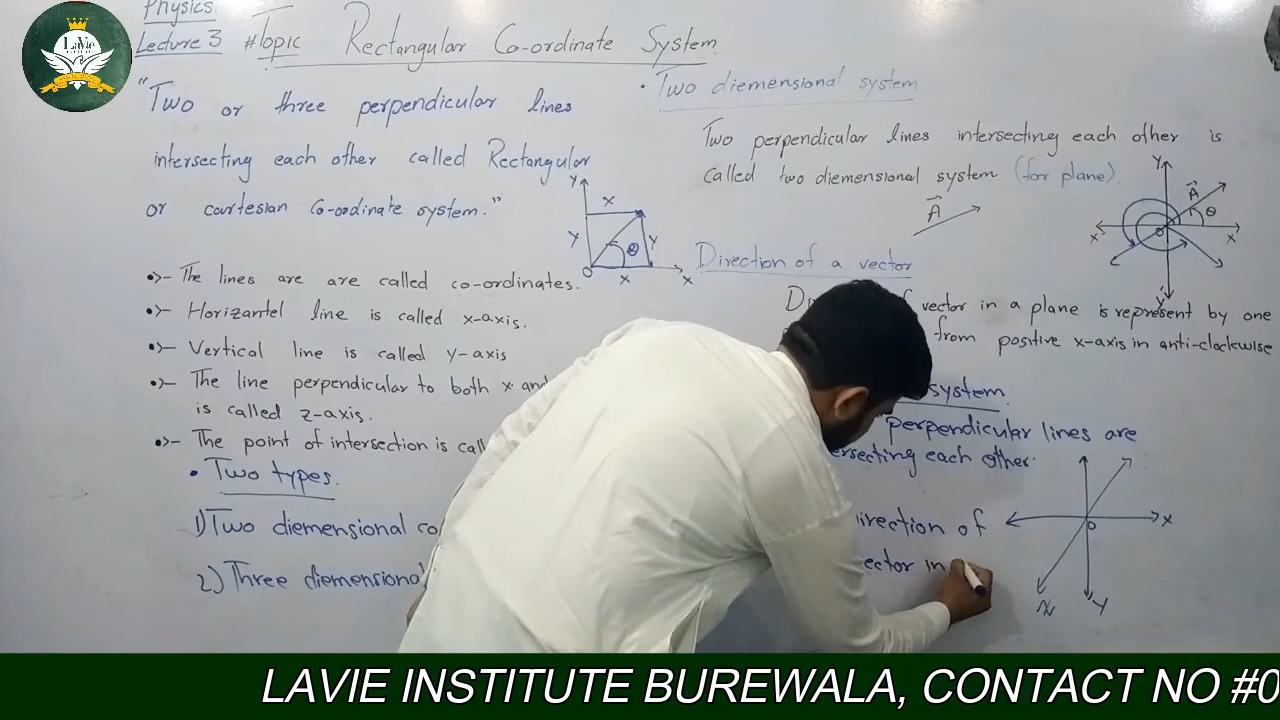 Physics
Lecture 3 #Topic Rectangular Co-ordinate System
LaVie
"Two or three perpendicular lines
intersecting each other called Rectangular
or cartesian Co-ordinate system."
•:- The lines are are called co-ordinates.
•:- Horizantel line is called x-axis.
•:- Vertical line is called y-axis
•:- The line perpendicular to both x and
is called z-axis.
•:- The point of intersection is call
• Two types.
1) Two diemensional co
2) Three diemensional
Y
X
Y
Y
θ
O
X
X
• Two diemensional system
Two perpendicular lines intersecting each other is
called two diemensional system (for plane).
A
Y
A
θ
O
X
X
Y
Direction of a vector
vector in a plane is represent by one
from positive x-axis in anti-clockwise
system.
perpendicular lines are
ersecting each other.
irection of
ector in
O
X
Y
LAVIE INSTITUTE BUREWALA, CONTACT NO #0